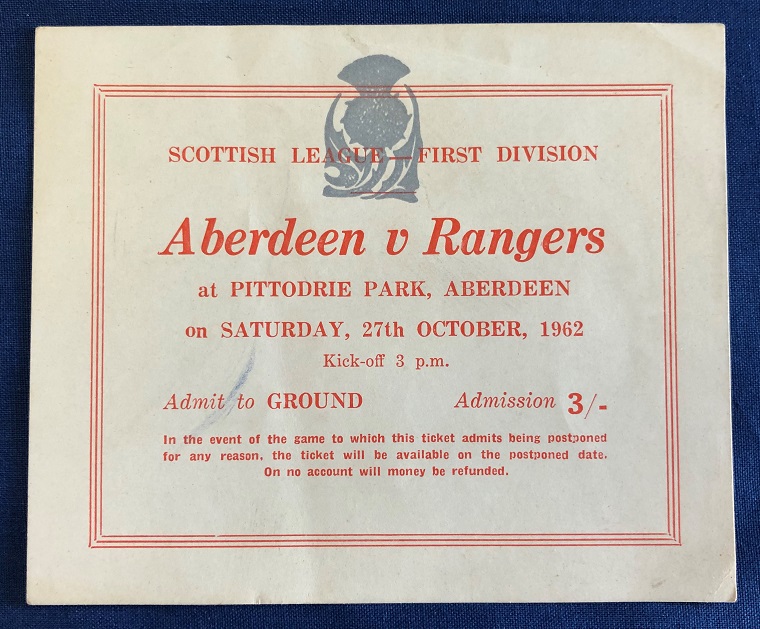 SCOTTISH LEAGUE—FIRST DIVISION
Aberdeen v Rangers
at PITTODRIE PARK, ABERDEEN
on SATURDAY, 27th OCTOBER, 1962
Kick-off 3 p.m.
Admit to GROUND Admission 3/-
In the event of the game to which this ticket admits being postponed
for any reason, the ticket will be available on the postponed date.
On no account will money be refunded.